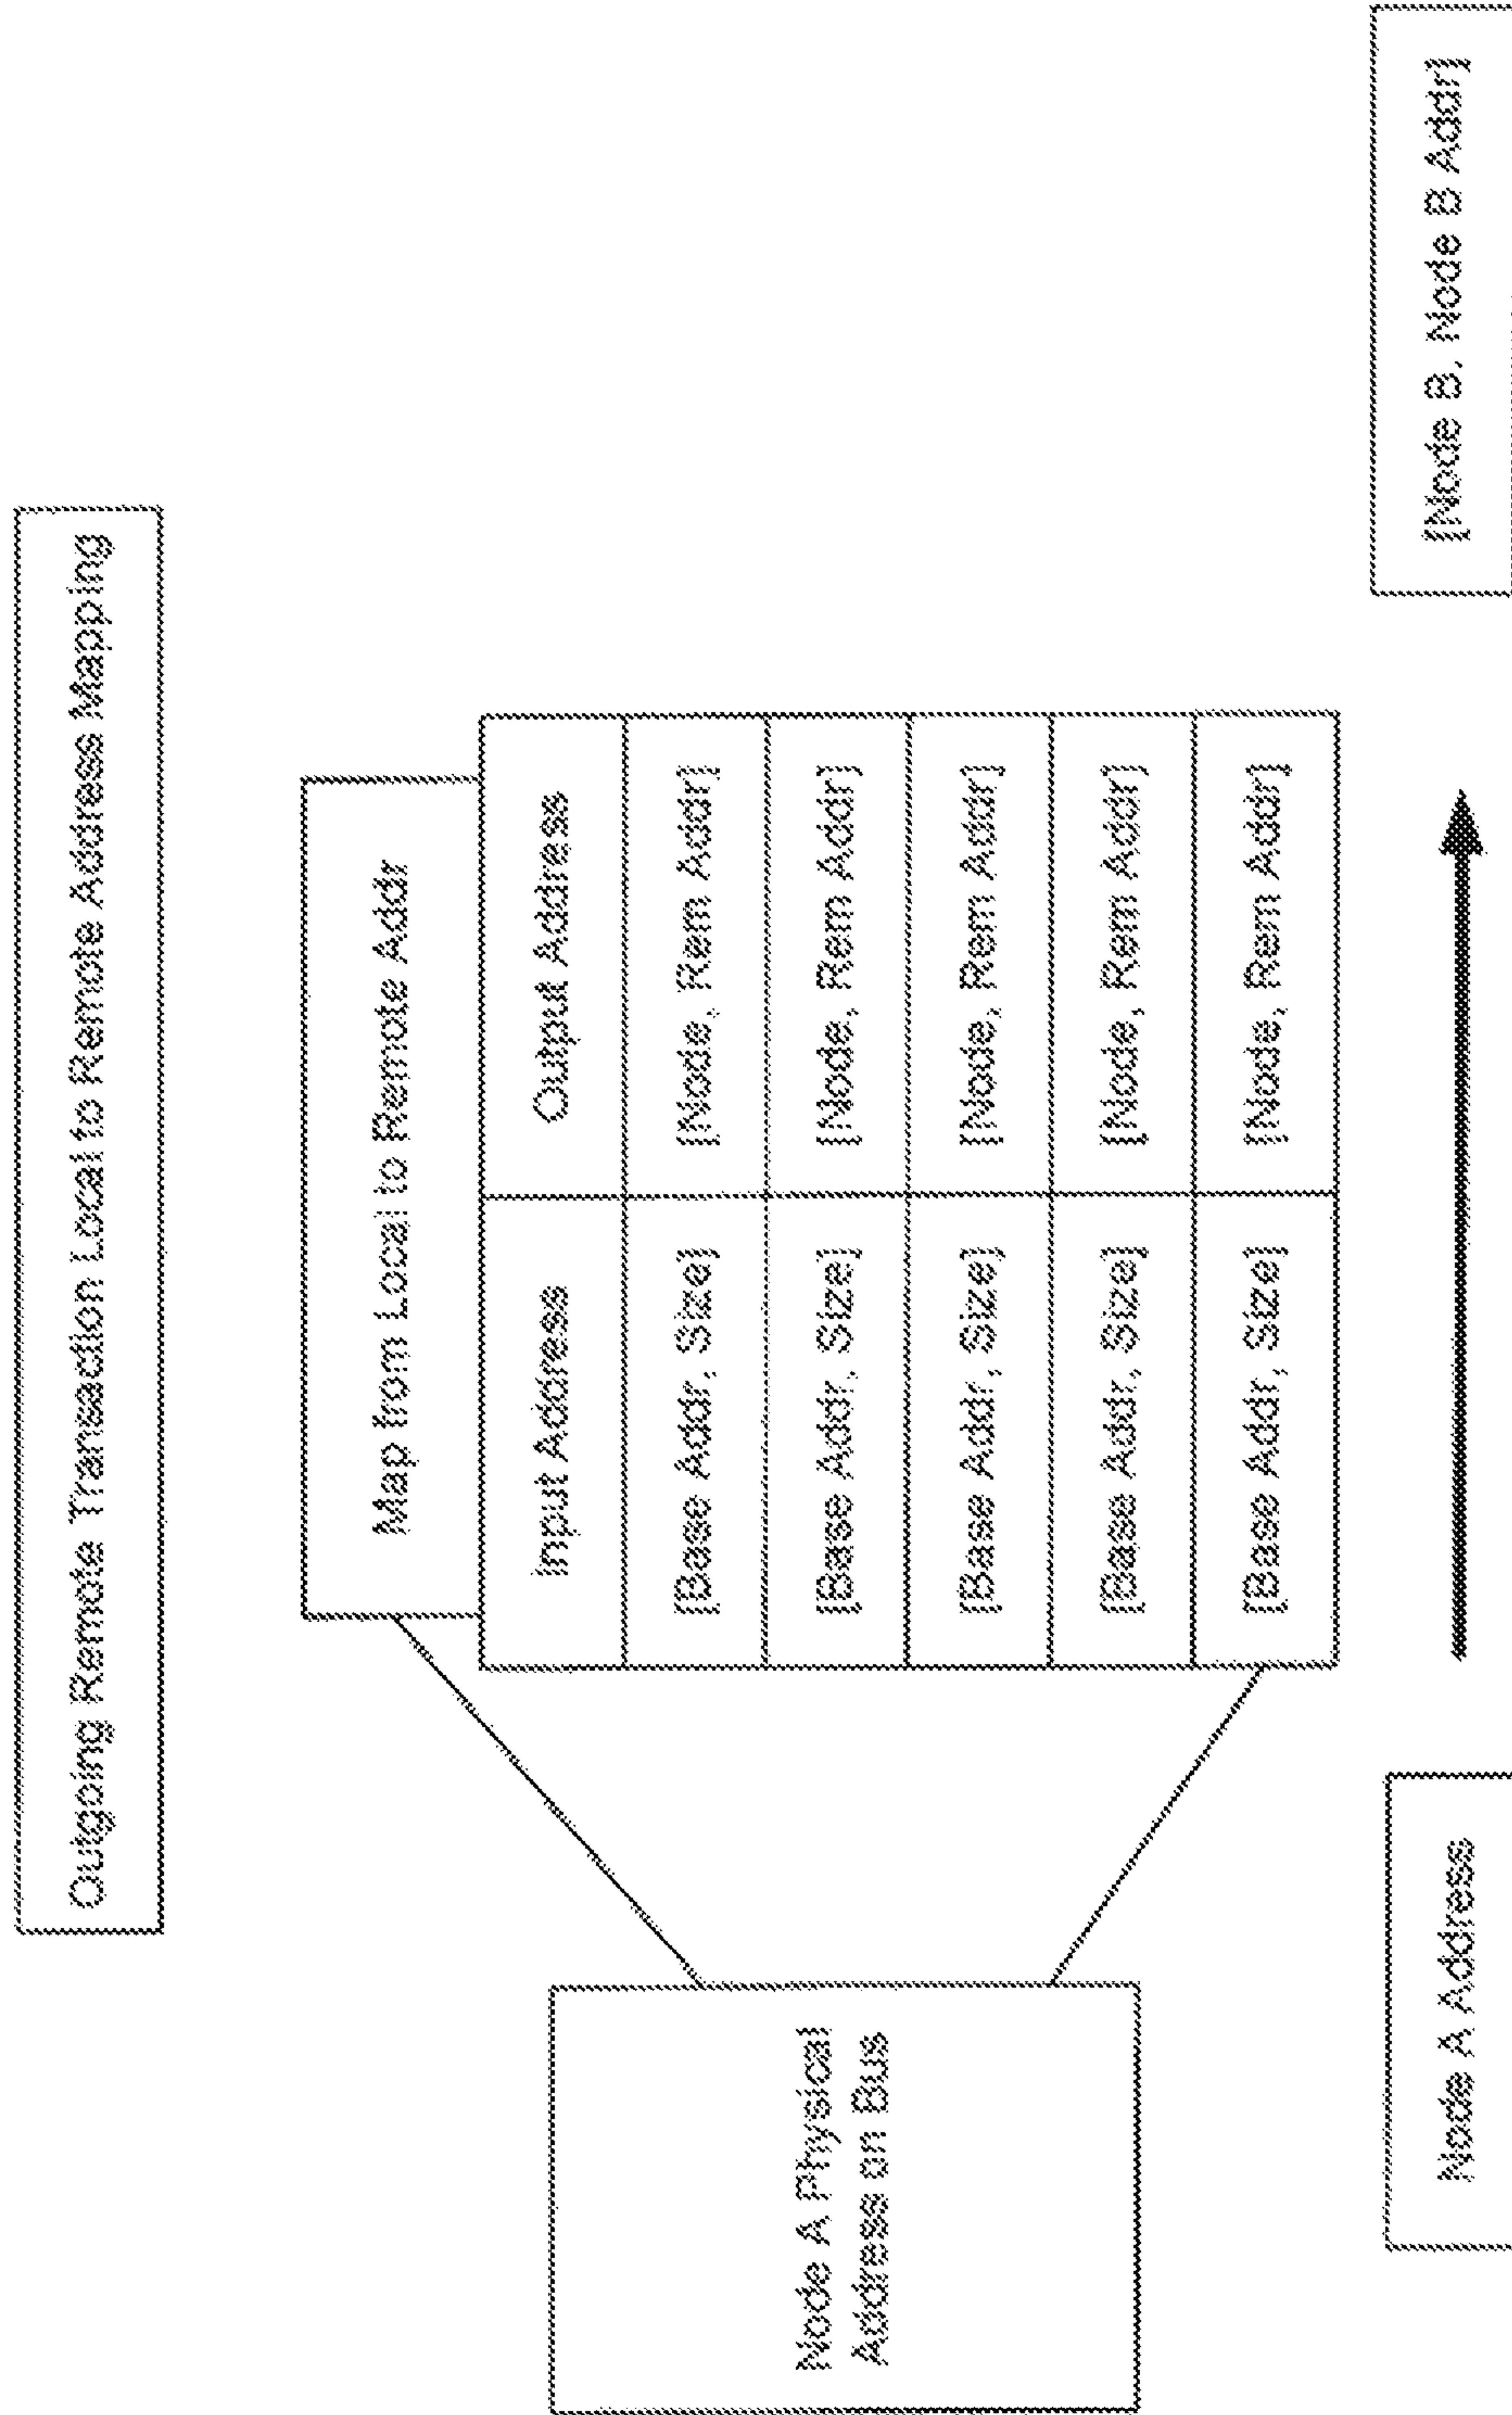 Outgoing Remote Transaction Local to Remote Address Mapping
Map from Local to Remote Addr
Input Address Output Address
[Base Addr, Size] [Node, Rem Addr]
[Base Addr, Size] [Node, Rem Addr]
[Base Addr, Size] [Node, Rem Addr]
[Base Addr, Size] [Node, Rem Addr]
[Base Addr, Size] [Node, Rem Addr]
Node A Physical
Address on Bus
Node A Address
[Node B, Node B Addr]